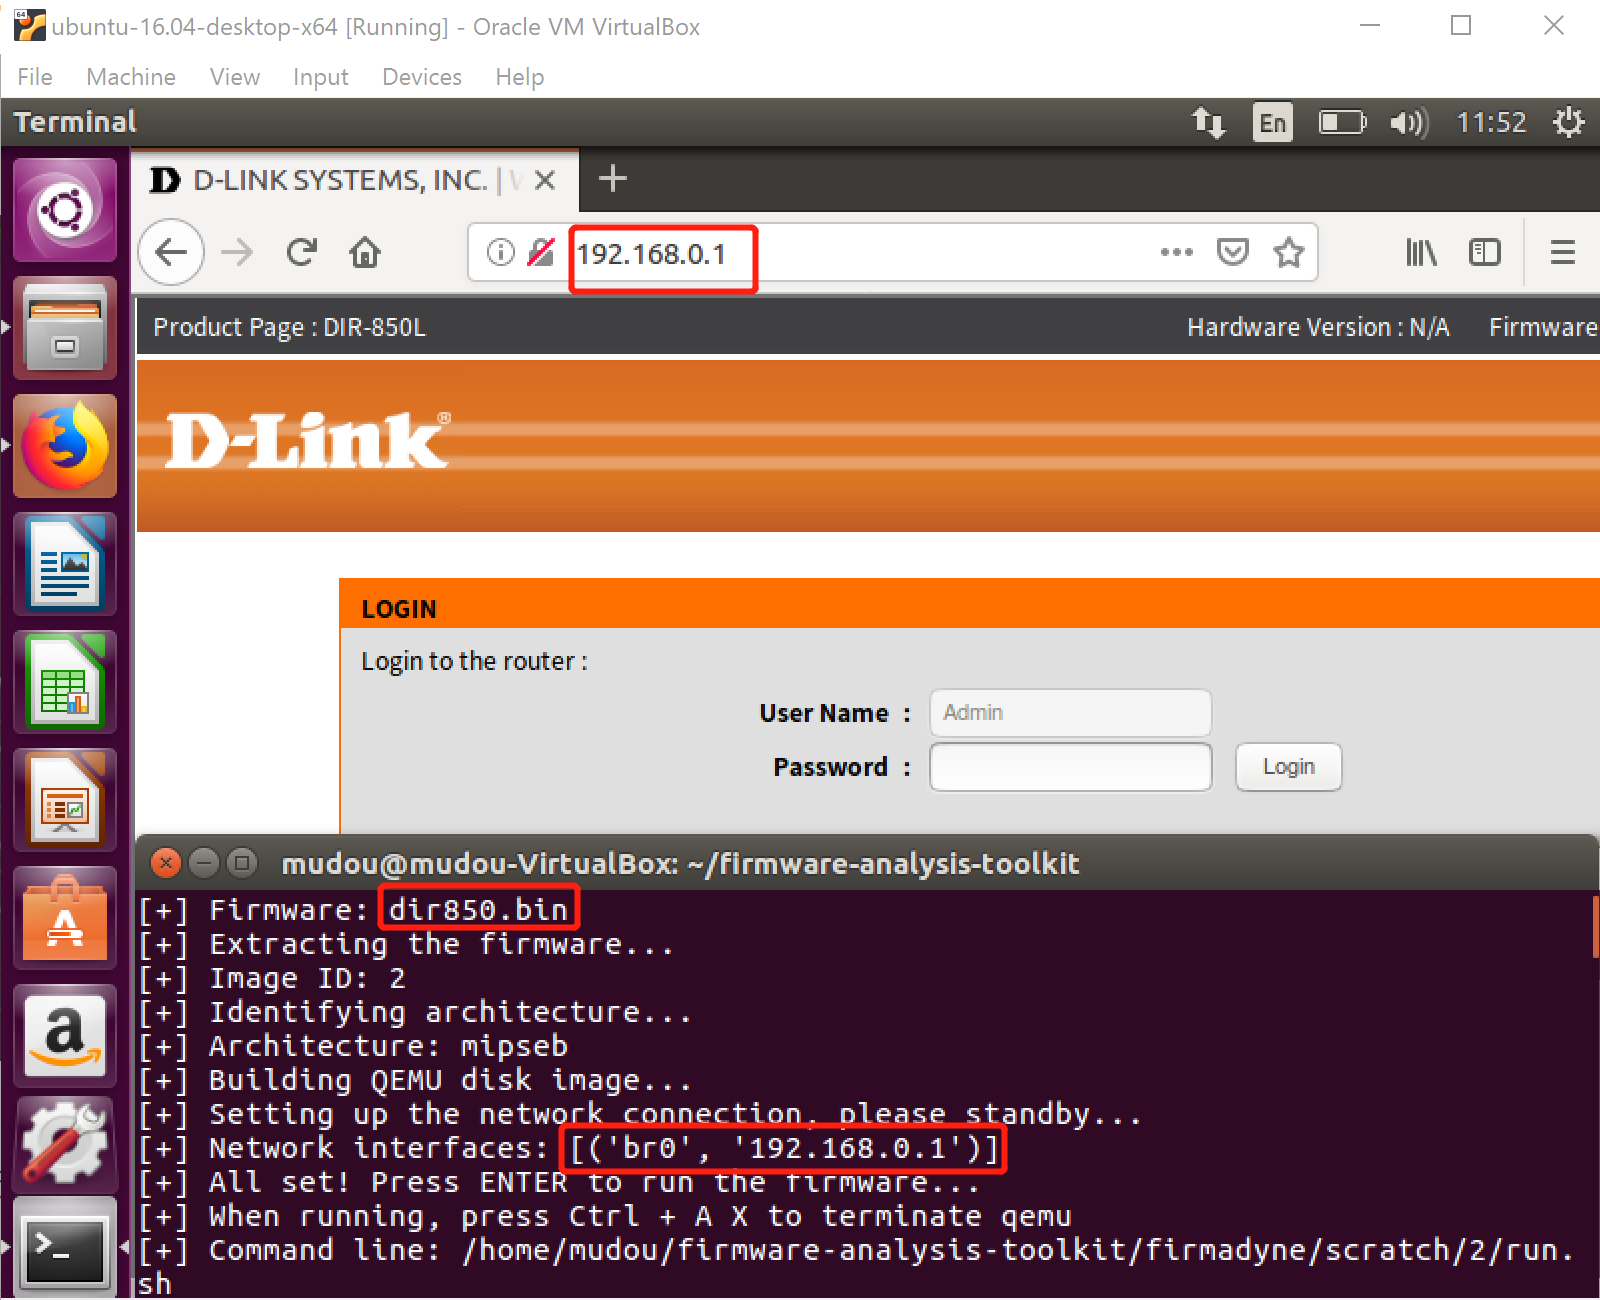 ubuntu-16.04-desktop-x64 [Running] - Oracle VM VirtualBox
File Machine View Input Devices Help
Terminal En 11:52
D-LINK SYSTEMS, INC. |
192.168.0.1
Product Page : DIR-850L Hardware Version : N/A Firmware
D-Link®
LOGIN
Login to the router :
User Name : Admin
Password : Login
mudou@mudou-VirtualBox: ~/firmware-analysis-toolkit
[+] Firmware: dir850.bin
[+] Extracting the firmware...
[+] Image ID: 2
[+] Identifying architecture...
[+] Architecture: mipseb
[+] Building QEMU disk image...
[+] Setting up the network connection, please standby...
[+] Network interfaces: [('br0', '192.168.0.1')]
[+] All set! Press ENTER to run the firmware...
[+] When running, press Ctrl + A X to terminate qemu
[+] Command line: /home/mudou/firmware-analysis-toolkit/firmadyne/scratch/2/run.
sh